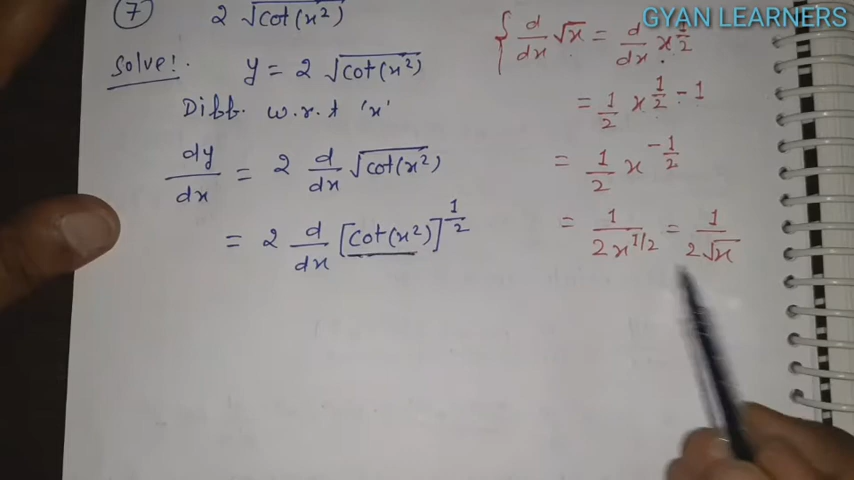 GYAN LEARNERS
(7) 2 √cot(x²)
Solve:. y = 2 √cot(x²)
Diff. w.r.t 'x'
dy/dx = 2 d/dx √cot(x²)
= 2 d/dx [cot(x²)]^1/2
{ d/dx √x = d/dx x^1/2
= 1/2 x^1/2 - 1
= 1/2 x^-1/2
= 1/2x^1/2 = 1/2√x